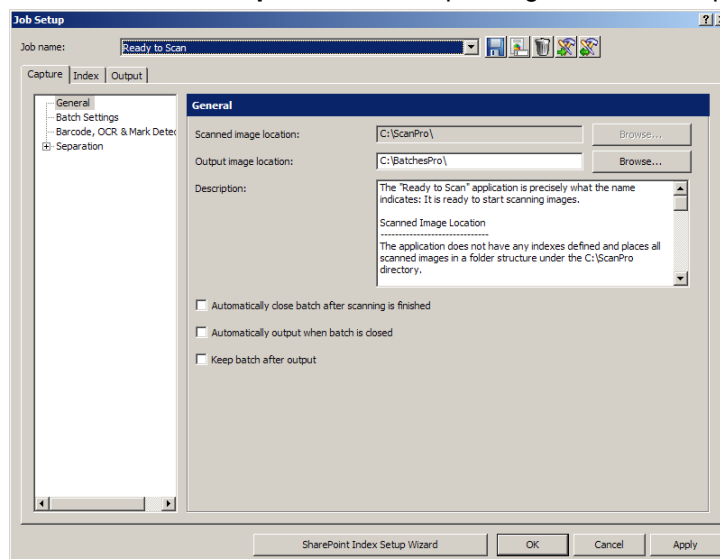 Job Setup
Job name:
Ready to Scan
Capture
Index
Output
General
Batch Settings
Barcode, OCR & Mark Detec
Separation
General
Scanned image location:
C:\ScanPro\
Browse...
Output image location:
C:\BatchesPro\
Browse...
Description:
The "Ready to Scan" application is precisely what the name
indicates: It is ready to start scanning images.
Scanned Image Location
------------------------------
The application does not have any indexes defined and places all
scanned images in a folder structure under the C:\ScanPro
directory.
Automatically close batch after scanning is finished
Automatically output when batch is closed
Keep batch after output
SharePoint Index Setup Wizard
OK
Cancel
Apply